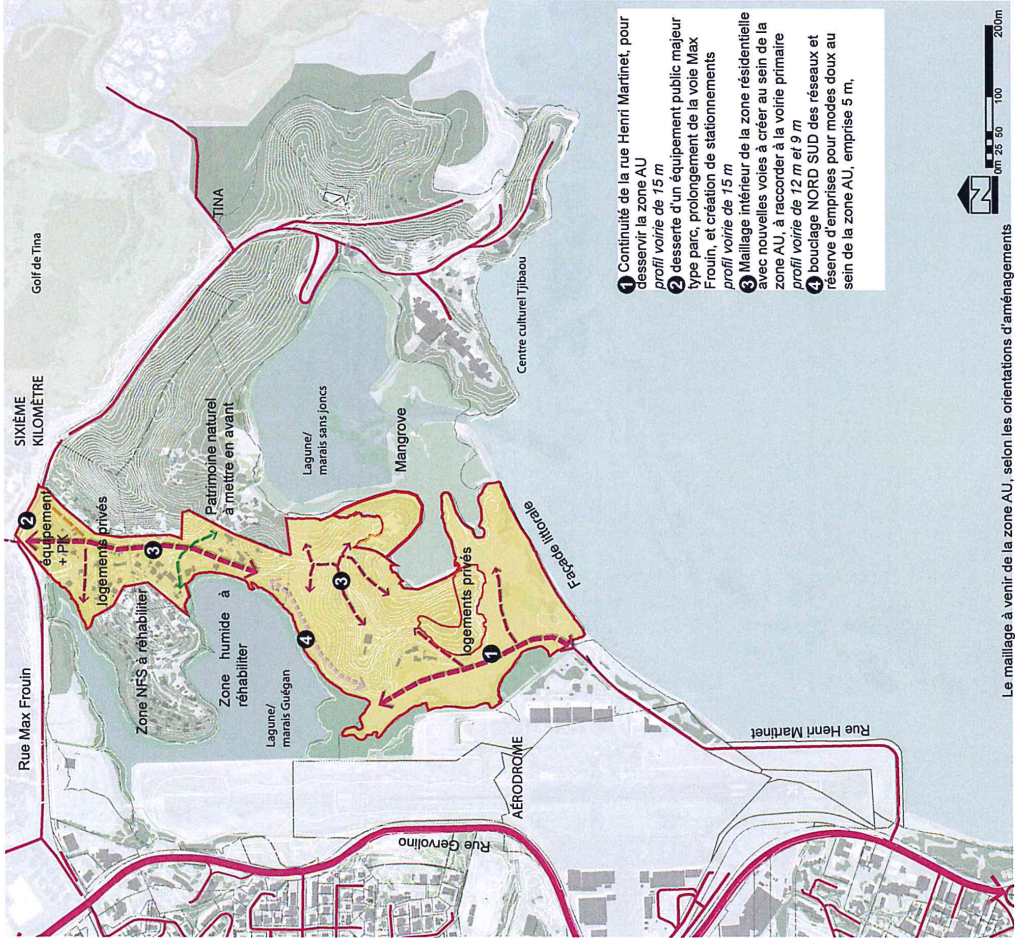 SIXIÈME
KILOMÈTRE
Golf de Tina
TINA
Rue Max Frouin
2
équipement
+ PK
logements privés
3
Zone NFS à réhabiliter
Patrimoine naturel
à mettre en avant
Zone humide à
réhabiliter
Lagune/
marais Guégan
Lagune/
marais sans joncs
Mangrove
3
4
logements privés
1
Façade littorale
Centre culturel Tjibaou
AÉRODROME
Rue Gervolino
Rue Henri Martinet
1 Continuité de la rue Henri Martinet, pour
desservir la zone AU
profil voirie de 15 m
2 desserte d'un équipement public majeur
type parc, prolongement de la voie Max
Frouin, et création de stationnements
profil voirie de 15 m
3 Maillage intérieur de la zone résidentielle
avec nouvelles voies à créer au sein de la
zone AU, à raccorder à la voirie primaire
profil voirie de 12 m et 9 m
4 bouclage NORD SUD des réseaux et
réserve d'emprises pour modes doux au
sein de la zone AU, emprise 5 m,
N
0m 25 50 100 200m
Le maillage à venir de la zone AU, selon les orientations d'aménagements